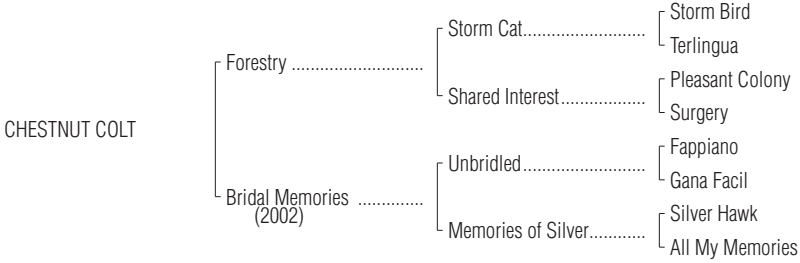 Storm Bird
Storm Cat..........................
Terlingua
Forestry ............................
Pleasant Colony
Shared Interest..................
Surgery
CHESTNUT COLT
Fappiano
Unbridled..........................
Gana Facil
Bridal Memories ..............
(2002)
Silver Hawk
Memories of Silver............
All My Memories